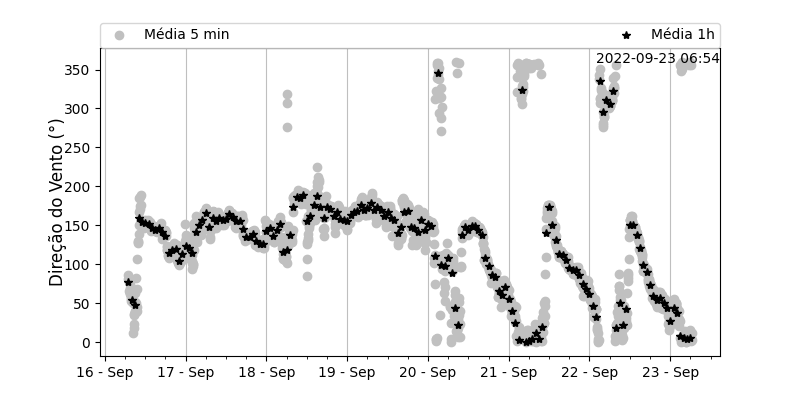 Média 5 min
Média 1h
2022-09-23 06:54
Direção do Vento (°)
350
300
250
200
150
100
50
0
16 - Sep
17 - Sep
18 - Sep
19 - Sep
20 - Sep
21 - Sep
22 - Sep
23 - Sep